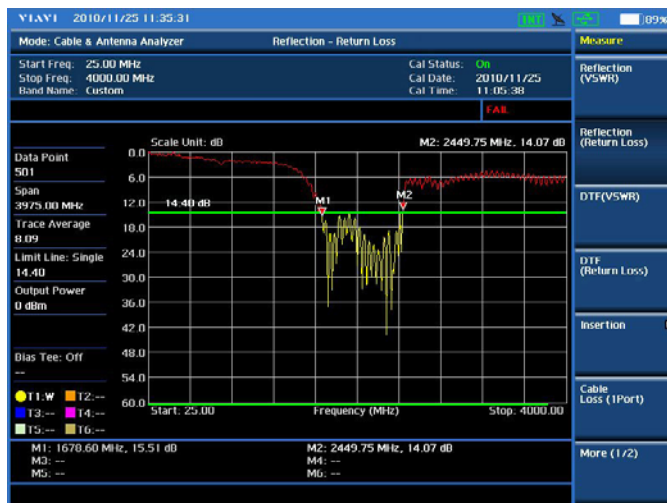 VIAVI 2010/11/25 11:35:31 EXT 89%
Mode: Cable & Antenna Analyzer Reflection - Return Loss Measure
Start Freq: 25.00 MHz Cal Status: On
Stop Freq: 4000.00 MHz Cal Date: 2010/11/25
Band Name: Custom Cal Time: 11:05:38
FAIL
Reflection
(VSWR)
Reflection
(Return Loss)
DTF(VSWR)
DTF
(Return Loss)
Insertion
Cable
Loss (1Port)
More (1/2)
Scale Unit: dB M2: 2449.75 MHz, 14.07 dB
Data Point
501
Span
3975.00 MHz
Trace Average
8.09
Limit Line: Single
14.40
Output Power
0 dBm
Bias Tee: Off
--
T1:W T2:--
T3:-- T4:--
T5:-- T6:--
0.0
6.0
12.0
18.0
24.0
30.0
36.0
42.0
48.0
54.0
60.0
14.40 dB
M1
M2
Start: 25.00 Frequency (MHz) Stop: 4000.00
M1: 1670.60 MHz, 15.51 dB M2: 2449.75 MHz, 14.07 dB
M3: -- M4: --
M5: -- M6: --